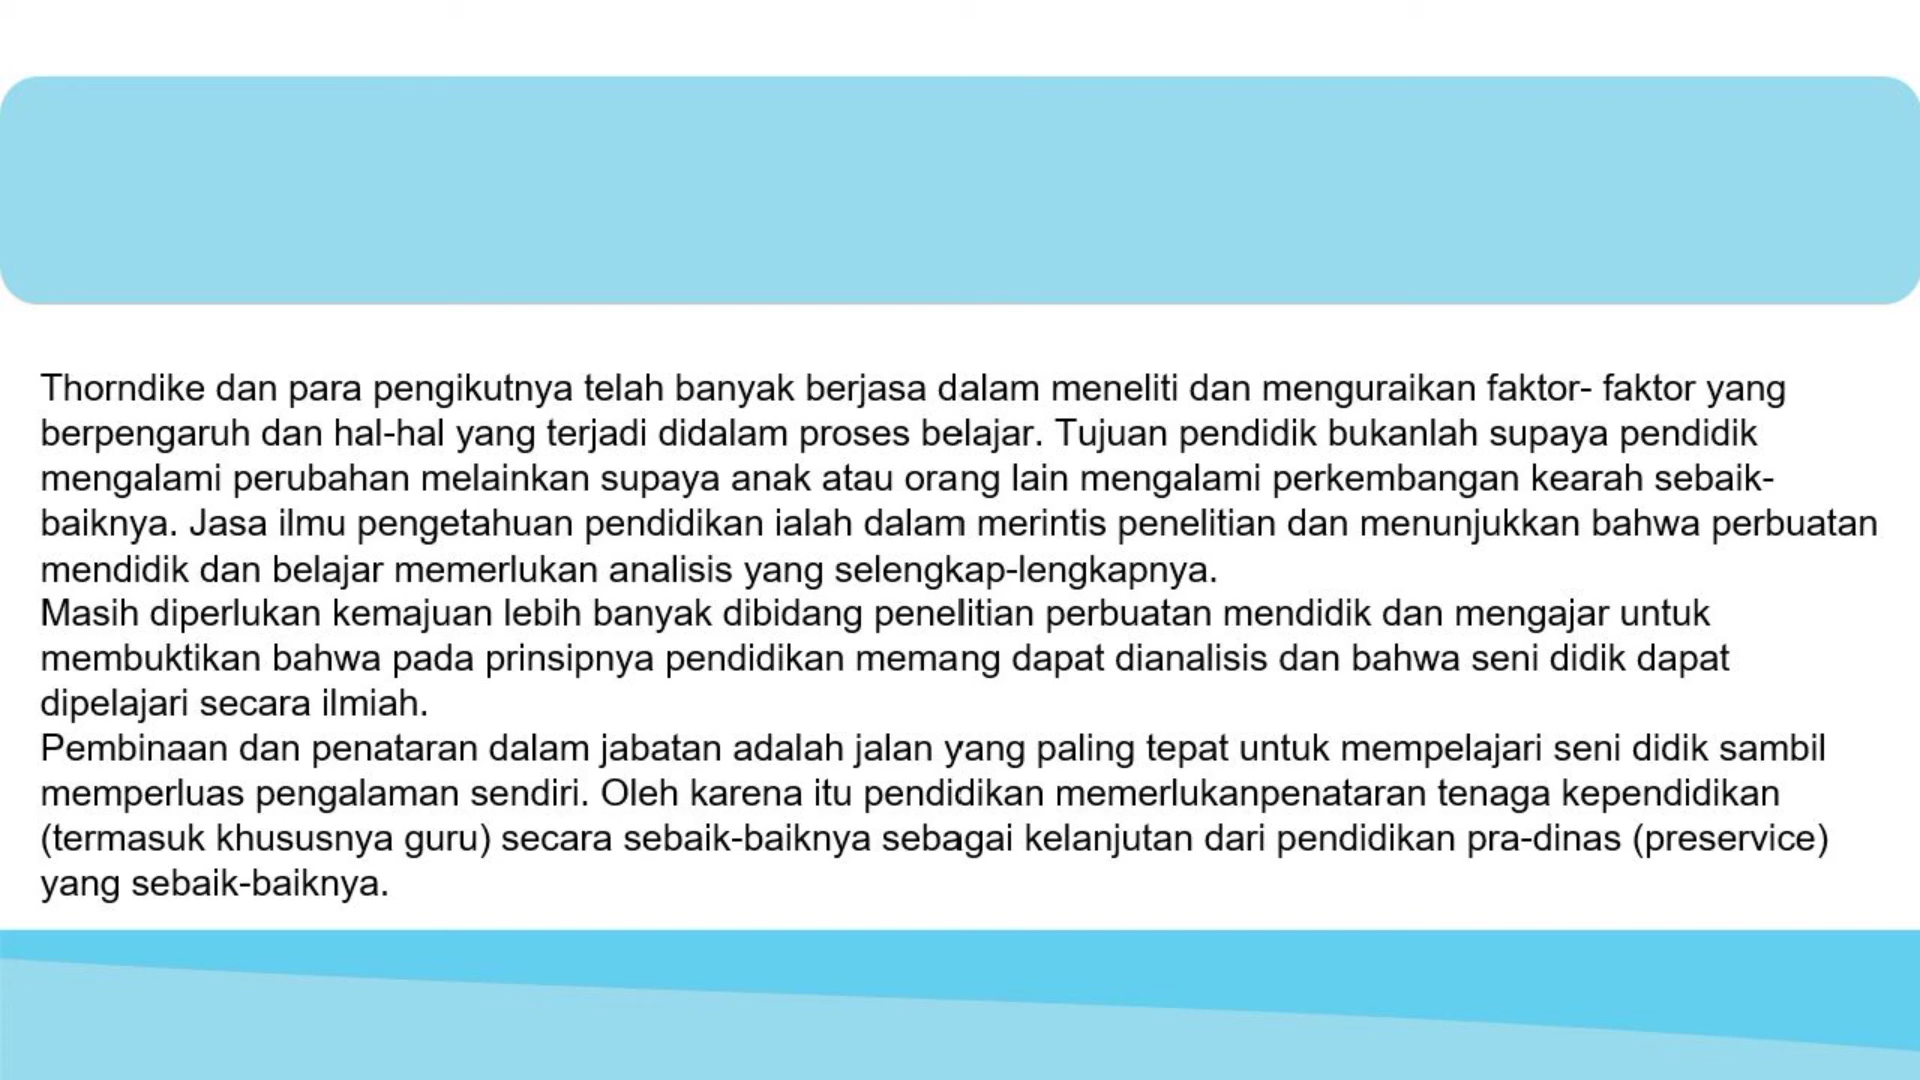 Thorndike dan para pengikutnya telah banyak berjasa dalam meneliti dan menguraikan faktor- faktor yang
berpengaruh dan hal-hal yang terjadi didalam proses belajar. Tujuan pendidik bukanlah supaya pendidik
mengalami perubahan melainkan supaya anak atau orang lain mengalami perkembangan kearah sebaik-
baiknya. Jasa ilmu pengetahuan pendidikan ialah dalam merintis penelitian dan menunjukkan bahwa perbuatan
mendidik dan belajar memerlukan analisis yang selengkap-lengkapnya.
Masih diperlukan kemajuan lebih banyak dibidang penelitian perbuatan mendidik dan mengajar untuk
membuktikan bahwa pada prinsipnya pendidikan memang dapat dianalisis dan bahwa seni didik dapat
dipelajari secara ilmiah.
Pembinaan dan penataran dalam jabatan adalah jalan yang paling tepat untuk mempelajari seni didik sambil
memperluas pengalaman sendiri. Oleh karena itu pendidikan memerlukanpenataran tenaga kependidikan
(termasuk khususnya guru) secara sebaik-baiknya sebagai kelanjutan dari pendidikan pra-dinas (preservice)
yang sebaik-baiknya.